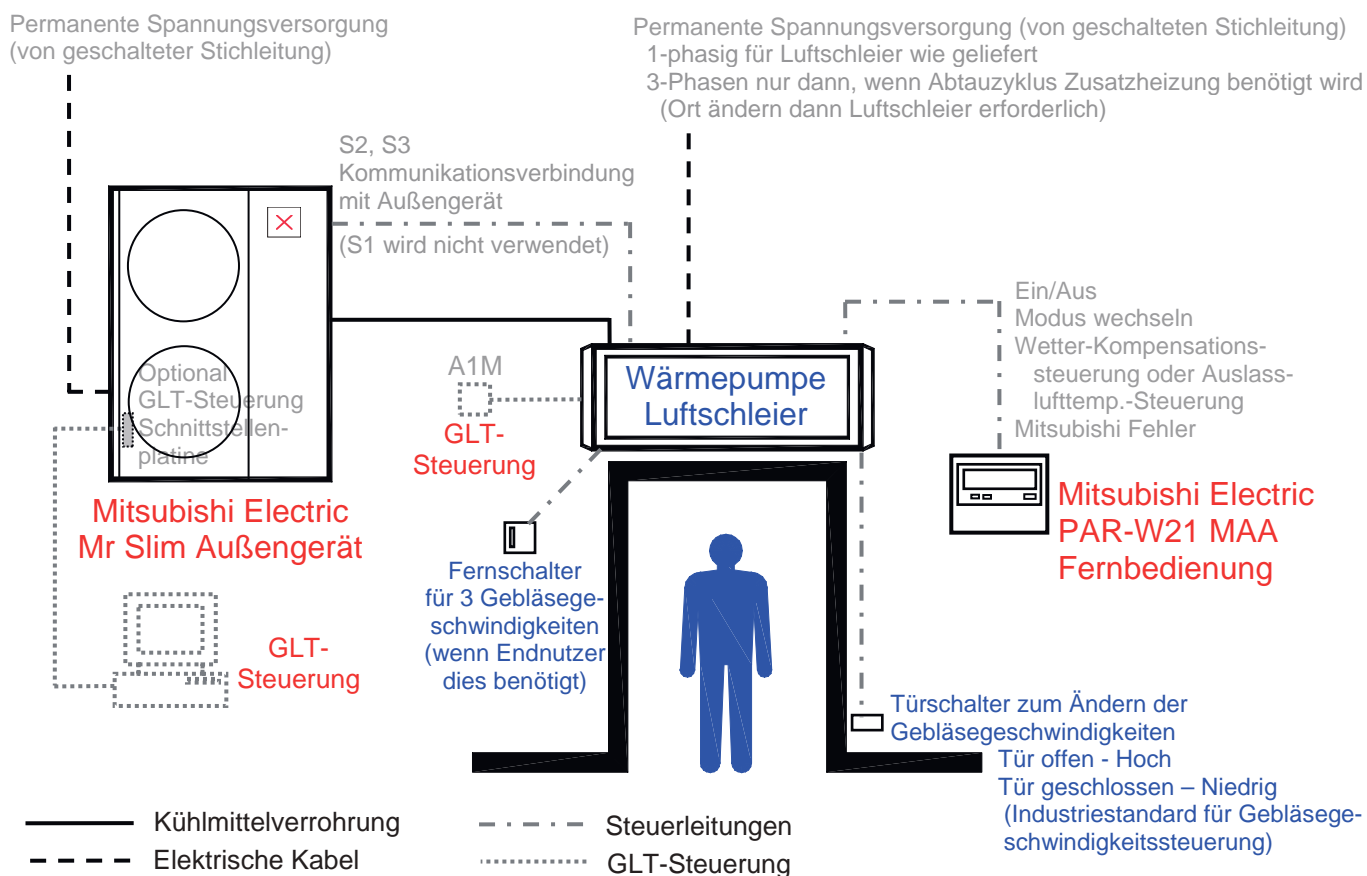 Permanente Spannungsversorgung
(von geschalteter Stichleitung)
Permanente Spannungsversorgung (von geschalteten Stichleitung)
1-phasig für Luftschleier wie geliefert
3-Phasen nur dann, wenn Abtauzyklus Zusatzheizung benötigt wird
(Ort ändern dann Luftschleier erforderlich)
S2, S3
Kommunikationsverbindung
mit Außengerät
(S1 wird nicht verwendet)
Ein/Aus
Modus wechseln
Wetter-Kompensations-
steuerung oder Auslass-
lufttemp.-Steuerung
Mitsubishi Fehler
Optional
GLT-Steuerung
Schnittstellen-
platine
A1M
GLT-
Steuerung
Wärmepumpe
Luftschleier
Mitsubishi Electric
Mr Slim Außengerät
Mitsubishi Electric
PAR-W21 MAA
Fernbedienung
Fernschalter
für 3 Gebläsege-
schwindigkeiten
(wenn Endnutzer
dies benötigt)
GLT-
Steuerung
Türschalter zum Ändern der
Gebläsegeschwindigkeiten
Tür offen - Hoch
Tür geschlossen – Niedrig
(Industriestandard für Gebläsege-
schwindigkeitssteuerung)
Kühlmittelverrohrung
Elektrische Kabel
Steuerleitungen
GLT-Steuerung